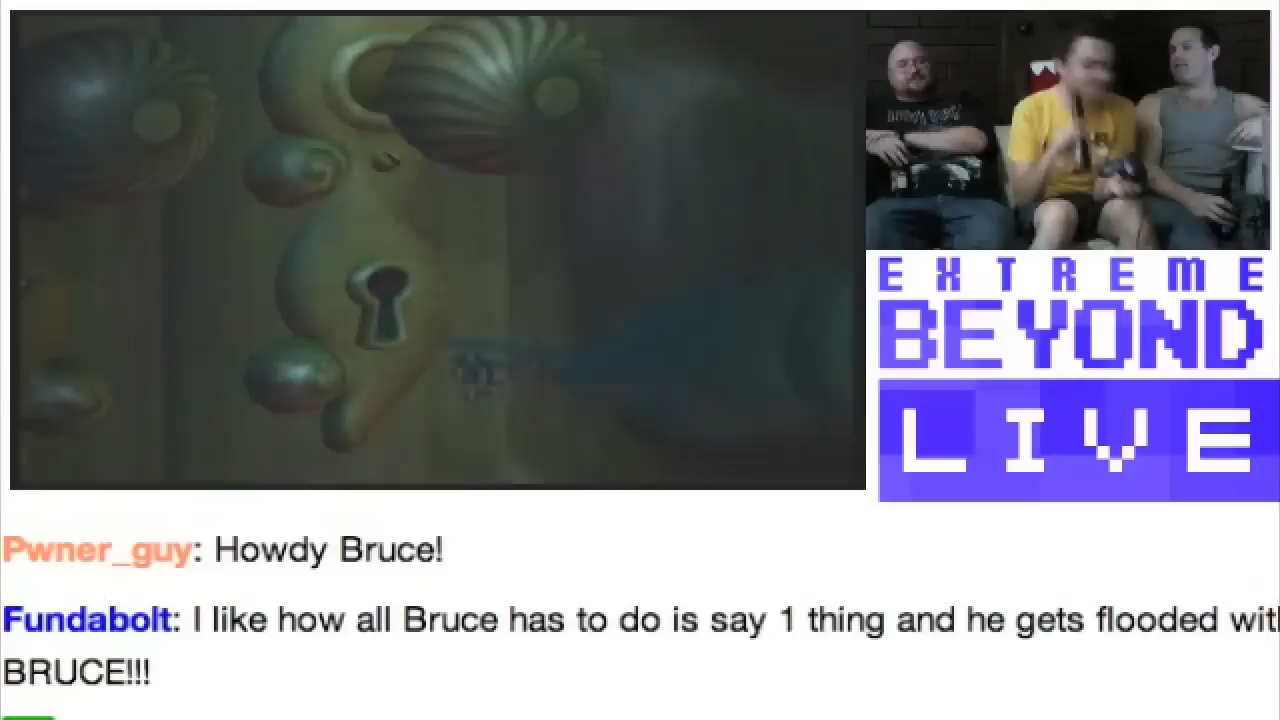 EXTREME
BEYOND
LIVE
Pwner_guy: Howdy Bruce!
Fundabolt: I like how all Bruce has to do is say 1 thing and he gets flooded with
BRUCE!!!